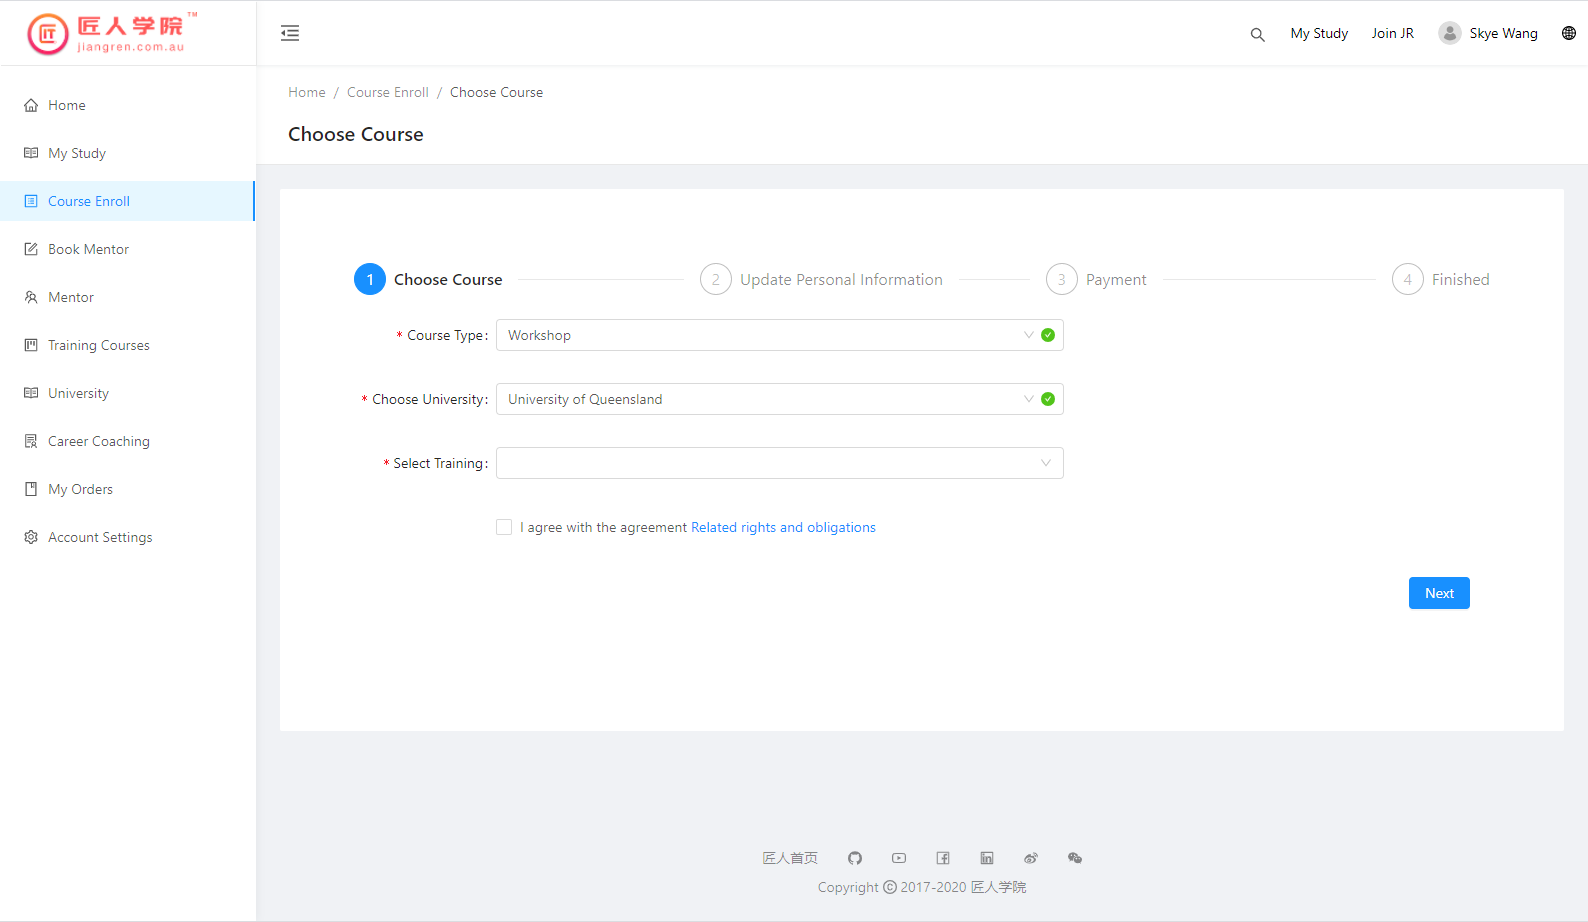 匠人学院™
jiangren.com.au
My Study
Join JR
Skye Wang
Home
My Study
Course Enroll
Book Mentor
Mentor
Training Courses
University
Career Coaching
My Orders
Account Settings
Home / Course Enroll / Choose Course
Choose Course
1 Choose Course
2 Update Personal Information
3 Payment
4 Finished
* Course Type: Workshop
* Choose University: University of Queensland
* Select Training:
I agree with the agreement Related rights and obligations
Next
匠人首页
Copyright © 2017-2020 匠人学院